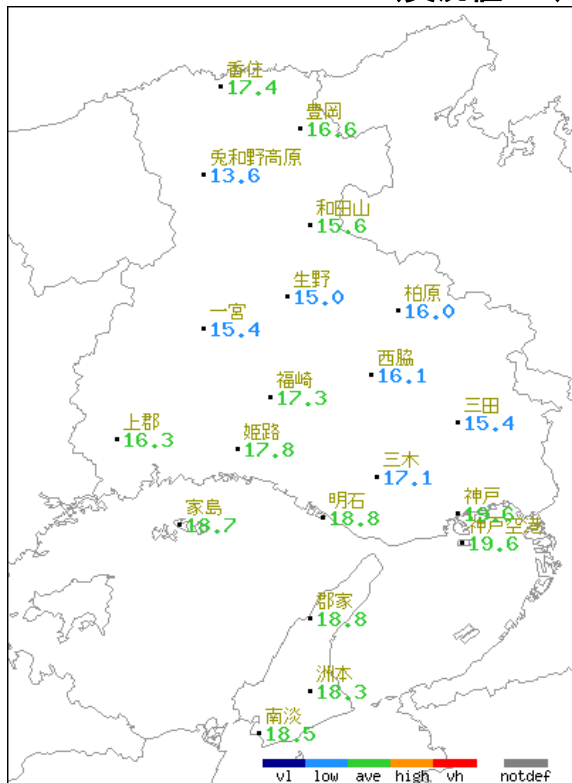 香住
17.4
豊岡
16.6
兎和野高原
13.6
和田山
15.6
生野
15.0
柏原
16.0
一宮
15.4
西脇
16.1
福崎
17.3
三田
15.4
上郡
16.3
姫路
17.8
三木
17.1
家島
18.7
明石
18.8
神戸
19.6
神戸空港
19.6
郡家
18.8
洲本
18.3
南淡
18.5
vl low ave high vh notdef